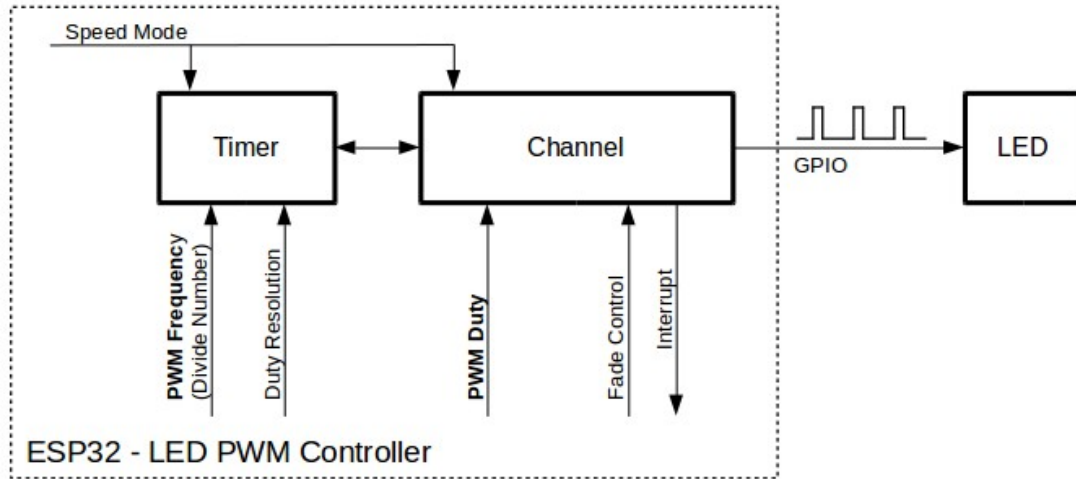 Speed Mode
Timer
Channel
GPIO
LED
PWM Frequency
(Divide Number)
Duty Resolution
PWM Duty
Fade Control
Interrupt
ESP32 - LED PWM Controller